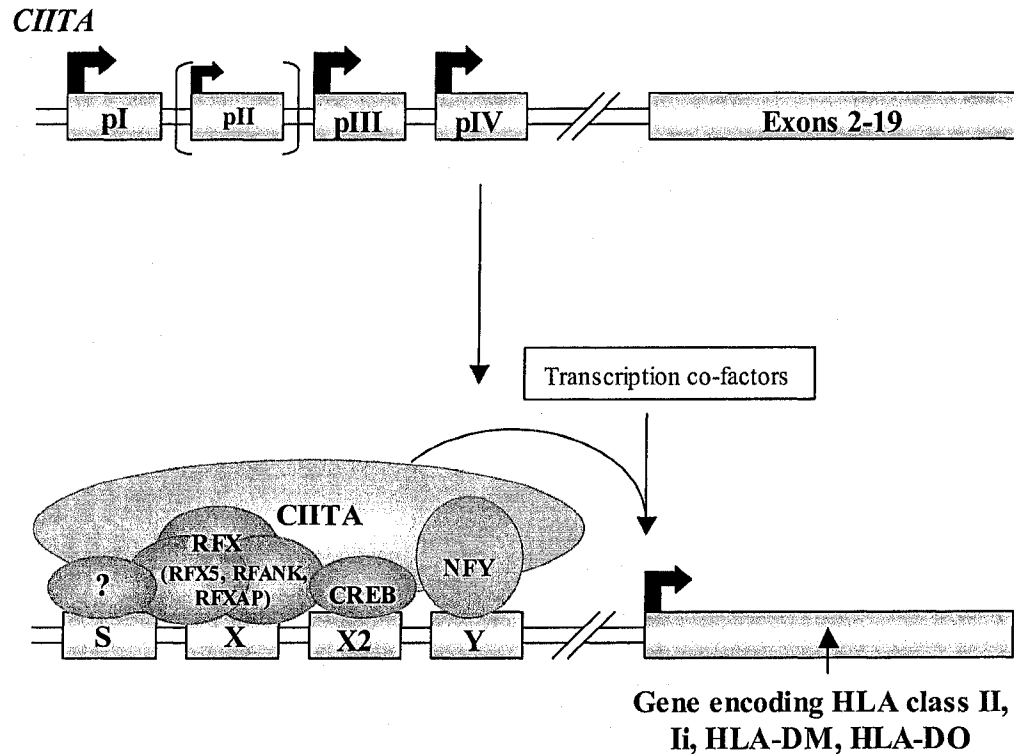 CIITA
pI
pII
pIII
pIV
Exons 2-19
Transcription co-factors
CIITA
RFX
(RFX5, RFANK,
RFXAP)
?
CREB
NFY
S
X
X2
Y
Gene encoding HLA class II,
Ii, HLA-DM, HLA-DO